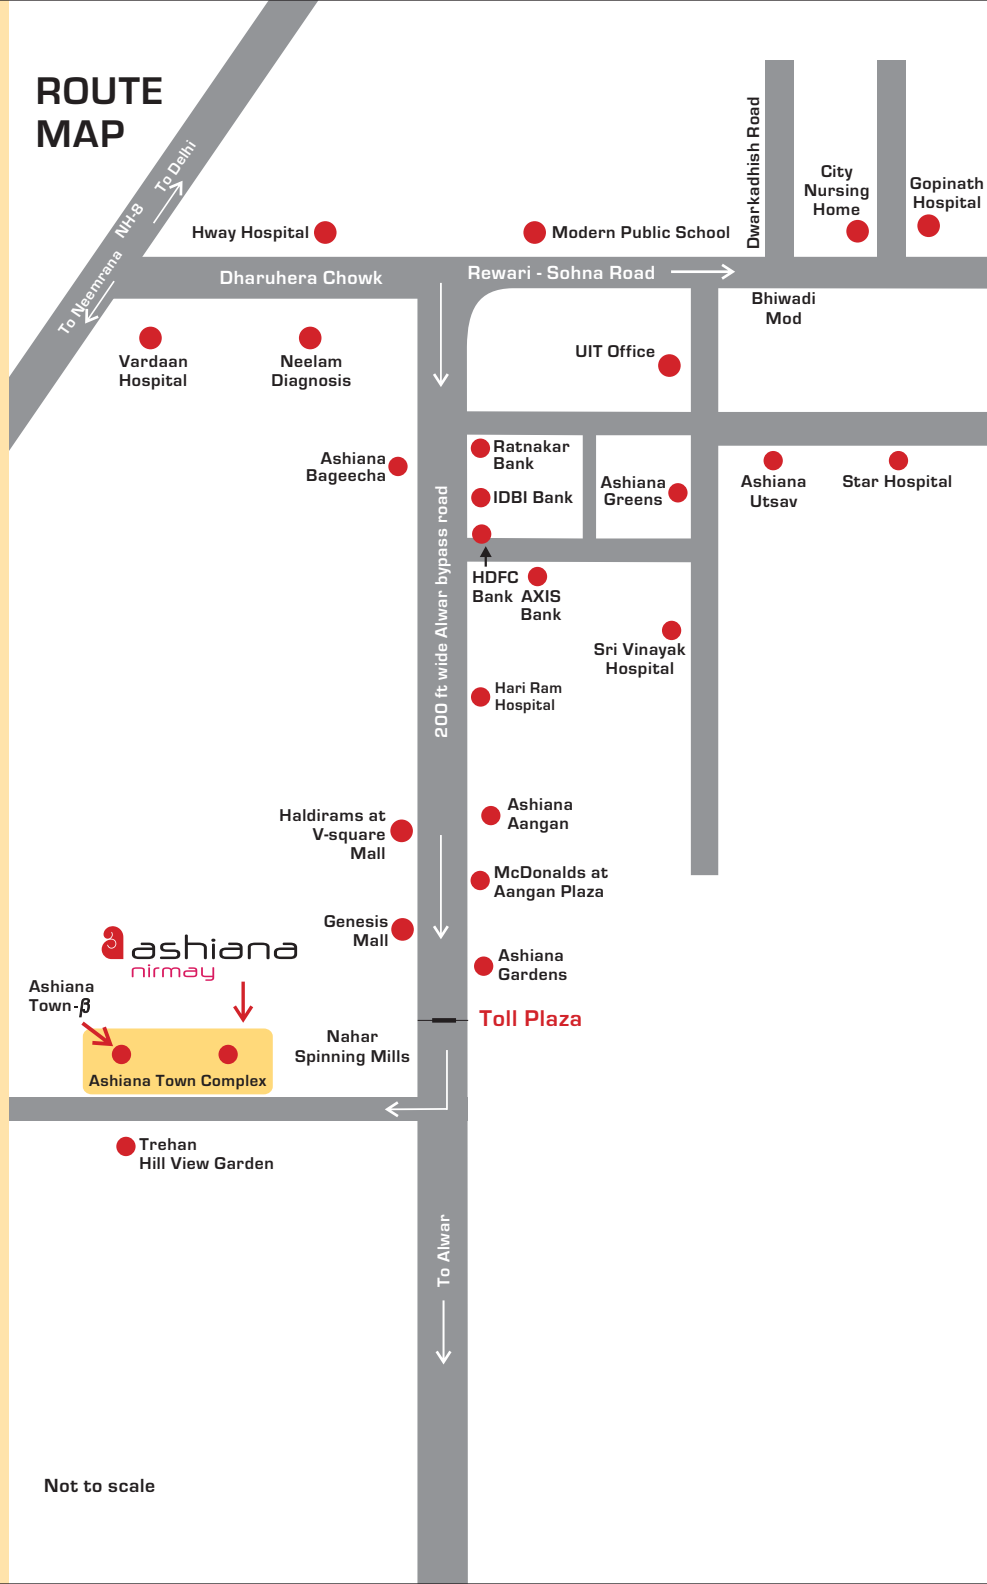 ROUTE
MAP
To Delhi
NH-8
To Neemrana
Dwarkadhish Road
City
Nursing
Home
Gopinath
Hospital
Hway Hospital
Modern Public School
Dharuhera Chowk
Rewari - Sohna Road
Bhiwadi
Mod
Vardaan
Hospital
Neelam
Diagnosis
UIT Office
Ashiana
Bageecha
Ratnakar
Bank
IDBI Bank
Ashiana
Greens
Ashiana
Utsav
Star Hospital
200 ft wide Alwar bypass road
HDFC
Bank
AXIS
Bank
Sri Vinayak
Hospital
Hari Ram
Hospital
Haldirams at
V-square
Mall
Ashiana
Aangan
McDonalds at
Aangan Plaza
Genesis
Mall
Ashiana
Gardens
ashiana
nirmay
Ashiana
Town-β
Toll Plaza
Nahar
Spinning Mills
Ashiana Town Complex
Trehan
Hill View Garden
To Alwar
Not to scale